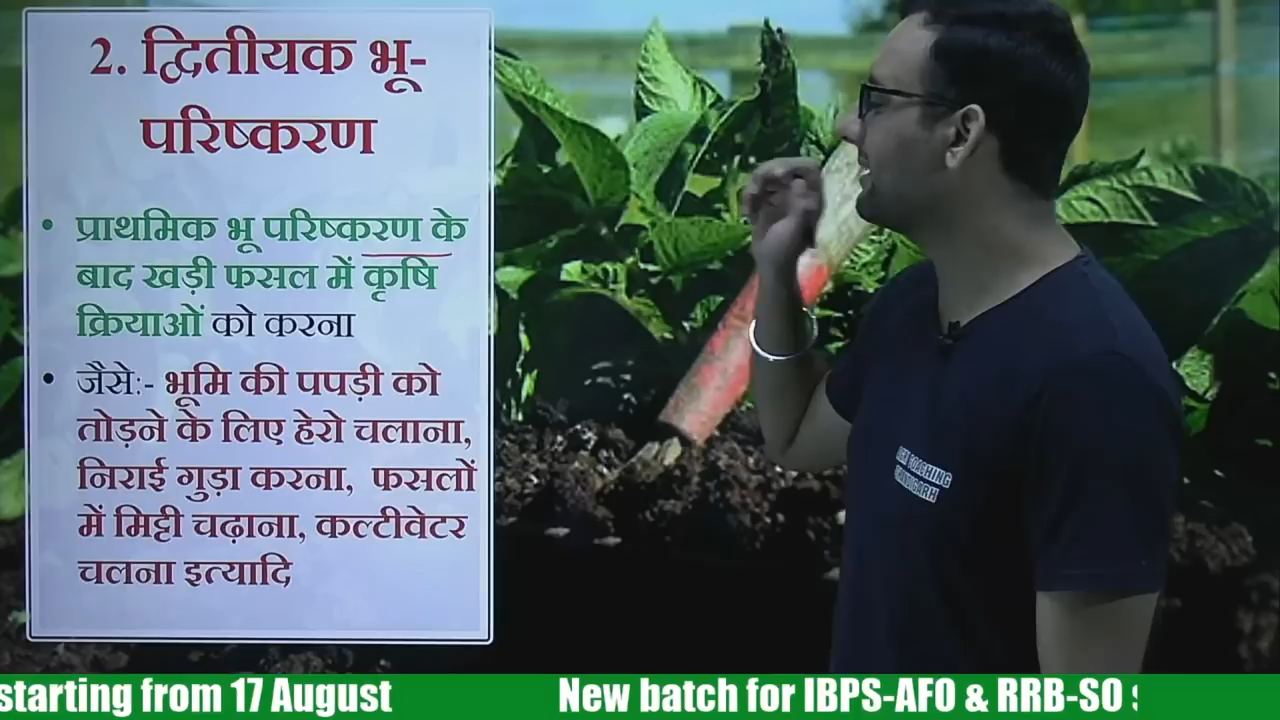 2. द्वितीयक भू-
परिष्करण
• प्राथमिक भू परिष्करण के
बाद खड़ी फसल में कृषि
क्रियाओं को करना
• जैसे:- भूमि की पपड़ी को
तोड़ने के लिए हेरो चलाना,
निराई गुड़ा करना, फसलों
में मिट्टी चढ़ाना, कल्टीवेटर
चलना इत्यादि
COACHING
starting from 17 August
New batch for IBPS-AFO & RRB-SO